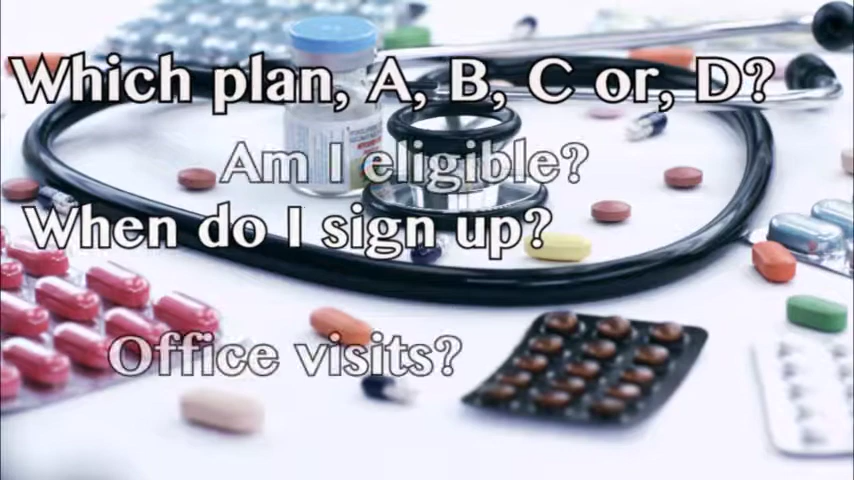 Which plan, A, B, C or, D?
Am I eligible?
When do I sign up?
Office visits?